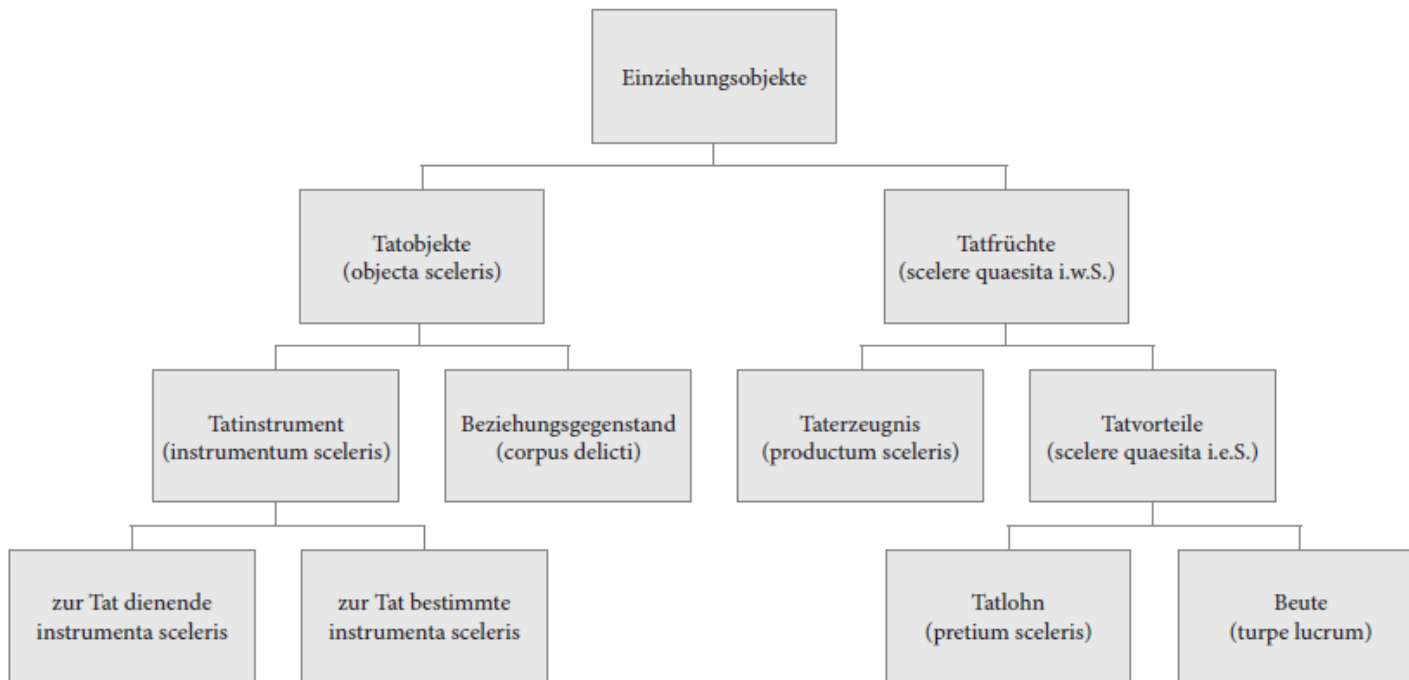 Einziehungsobjekte
Tatobjekte
(objecta sceleris)
Tatfrüchte
(scelere quaesita i.w.S.)
Tatinstrument
(instrumentum sceleris)
Beziehungsgegenstand
(corpus delicti)
Taterzeugnis
(productum sceleris)
Tatvorteile
(scelere quaesita i.e.S.)
zur Tat dienende
instrumenta sceleris
zur Tat bestimmte
instrumenta sceleris
Tatlohn
(pretium sceleris)
Beute
(turpe lucrum)